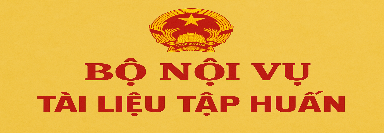 BỘ NỘI VỤ
TÀI LIỆU TẬP HUẤN